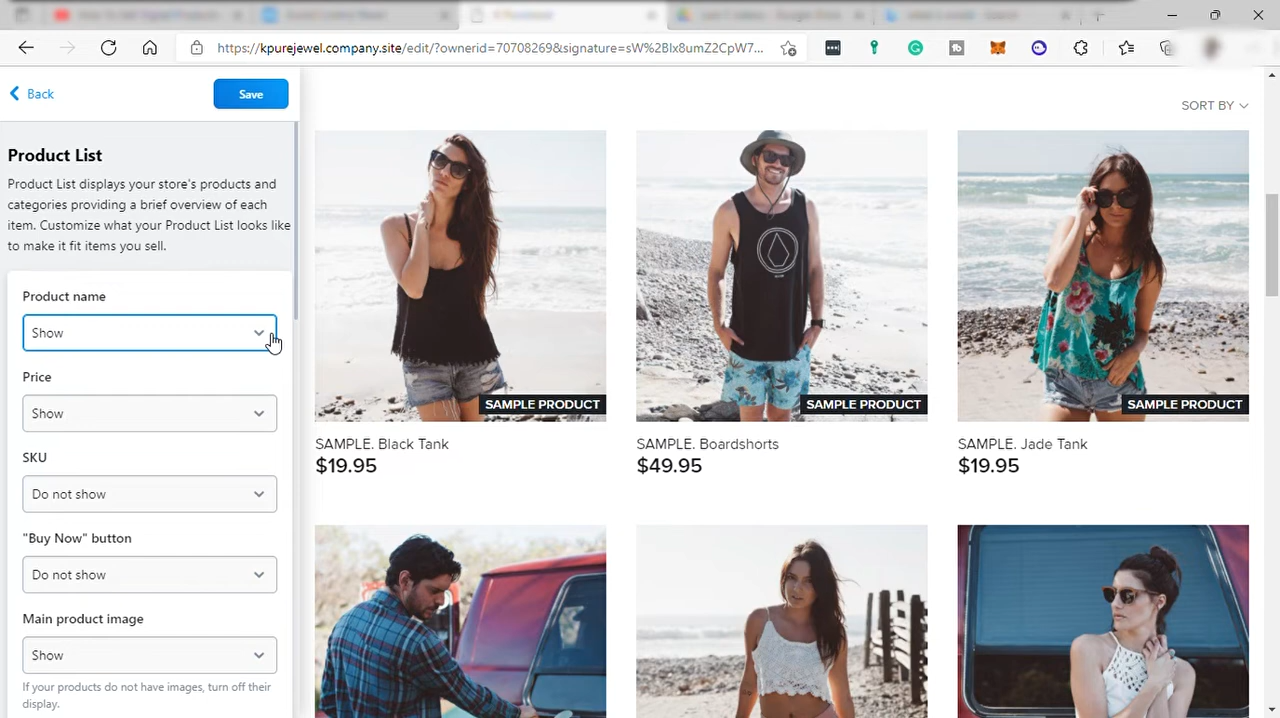 https://kpurejewel.company.site/edit/?ownerid=70708269&signature=sW%2BIx8umZ2CpW7...
Back
Save
Product List
Product List displays your store's products and
categories providing a brief overview of each
item. Customize what your Product List looks like
to make it fit items you sell.
Product name
Show
Price
Show
SKU
Do not show
"Buy Now" button
Do not show
Main product image
Show
If your products do not have images, turn off their
display.
SORT BY
SAMPLE PRODUCT
SAMPLE. Black Tank
$19.95
SAMPLE PRODUCT
SAMPLE. Boardshorts
$49.95
SAMPLE PRODUCT
SAMPLE. Jade Tank
$19.95